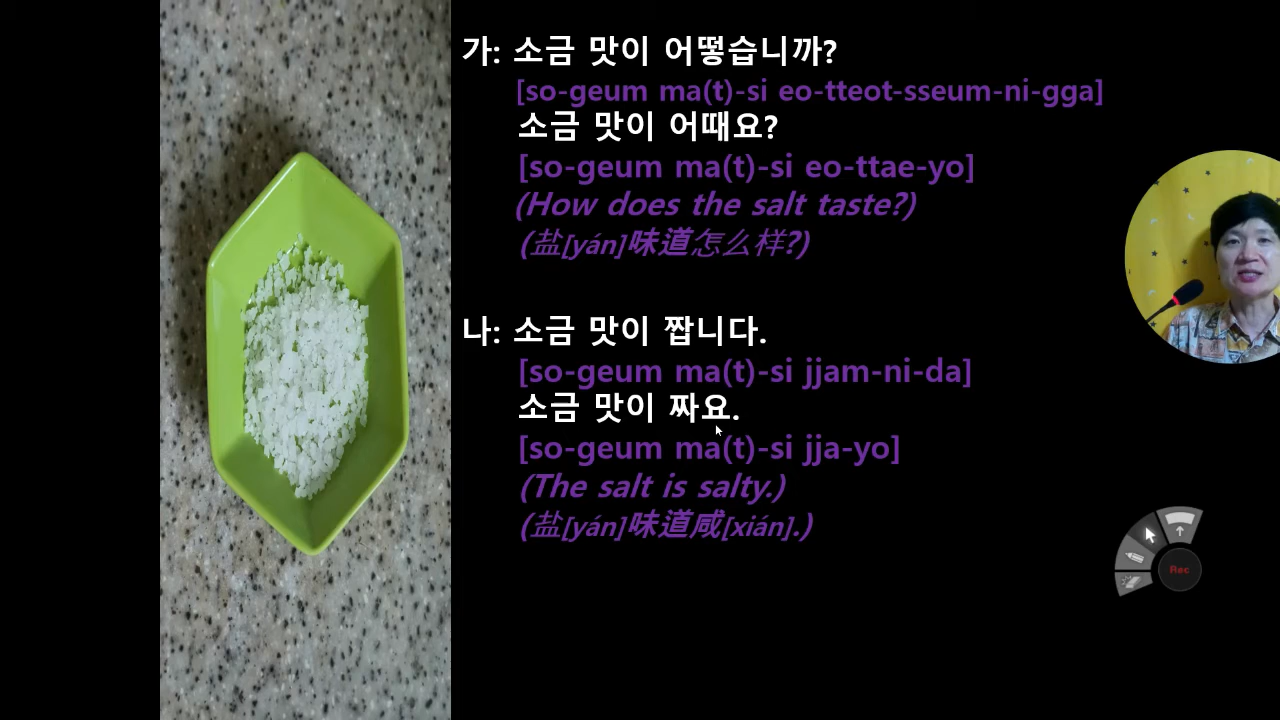 가: 소금 맛이 어떻습니까?
[so-geum ma(t)-si eo-tteot-sseum-ni-gga]
소금 맛이 어때요?
[so-geum ma(t)-si eo-ttae-yo]
(How does the salt taste?)
(盐[yán]味道怎么样?)
나: 소금 맛이 짭니다.
[so-geum ma(t)-si jjam-ni-da]
소금 맛이 짜요.
[so-geum ma(t)-si jja-yo]
(The salt is salty.)
(盐[yán]味道咸[xián].)
Rec